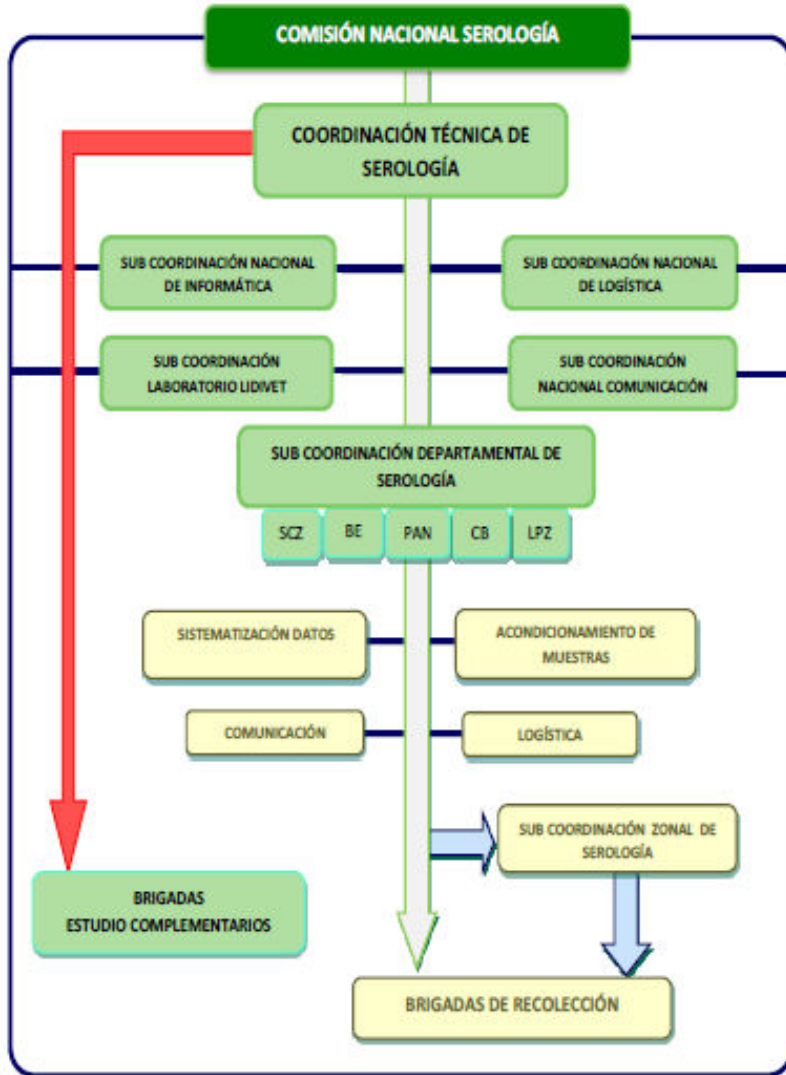 COMISIÓN NACIONAL SEROLOGÍA
COORDINACIÓN TÉCNICA DE
SEROLOGÍA
SUB COORDINACIÓN NACIONAL
DE INFORMÁTICA
SUB COORDINACIÓN NACIONAL
DE LOGÍSTICA
SUB COORDINACIÓN
LABORATORIO LIDIVET
SUB COORDINACIÓN
NACIONAL COMUNICACIÓN
SUB COORDINACIÓN DEPARTAMENTAL DE
SEROLOGÍA
SCZ
BE
PAN
CB
LPZ
SISTEMATIZACIÓN DATOS
ACONDICIONAMIENTO DE
MUESTRAS
COMUNICACIÓN
LOGÍSTICA
SUB COORDINACIÓN ZONAL DE
SEROLOGÍA
BRIGADAS
ESTUDIO COMPLEMENTARIOS
BRIGADAS DE RECOLECCIÓN